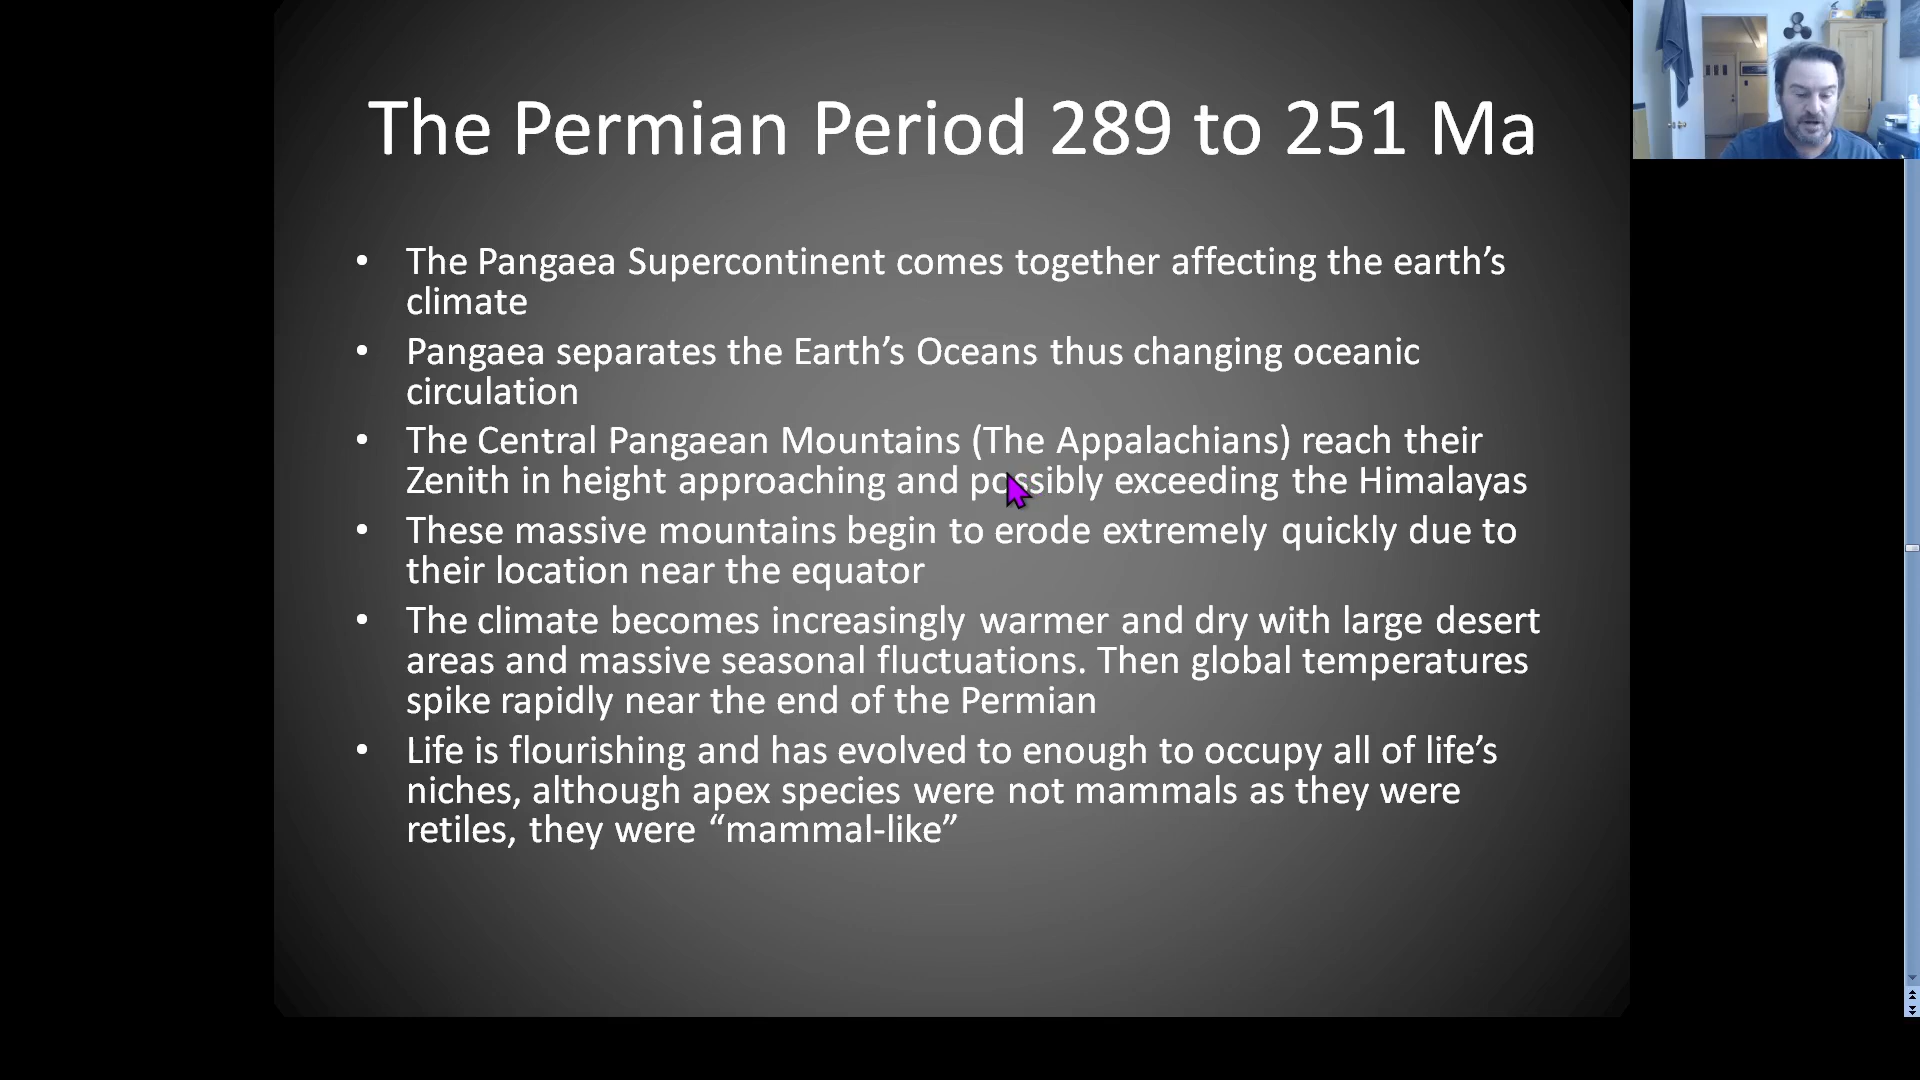 The Permian Period 289 to 251 Ma
• The Pangaea Supercontinent comes together affecting the earth’s
climate
• Pangaea separates the Earth’s Oceans thus changing oceanic
circulation
• The Central Pangaean Mountains (The Appalachians) reach their
Zenith in height approaching and possibly exceeding the Himalayas
• These massive mountains begin to erode extremely quickly due to
their location near the equator
• The climate becomes increasingly warmer and dry with large desert
areas and massive seasonal fluctuations. Then global temperatures
spike rapidly near the end of the Permian
• Life is flourishing and has evolved to enough to occupy all of life’s
niches, although apex species were not mammals as they were
retiles, they were “mammal-like”